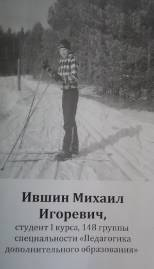 Ившин Михаил
Игоревич,
студент I курса, 148 группы
специальности «Педагогика
дополнительного образования»